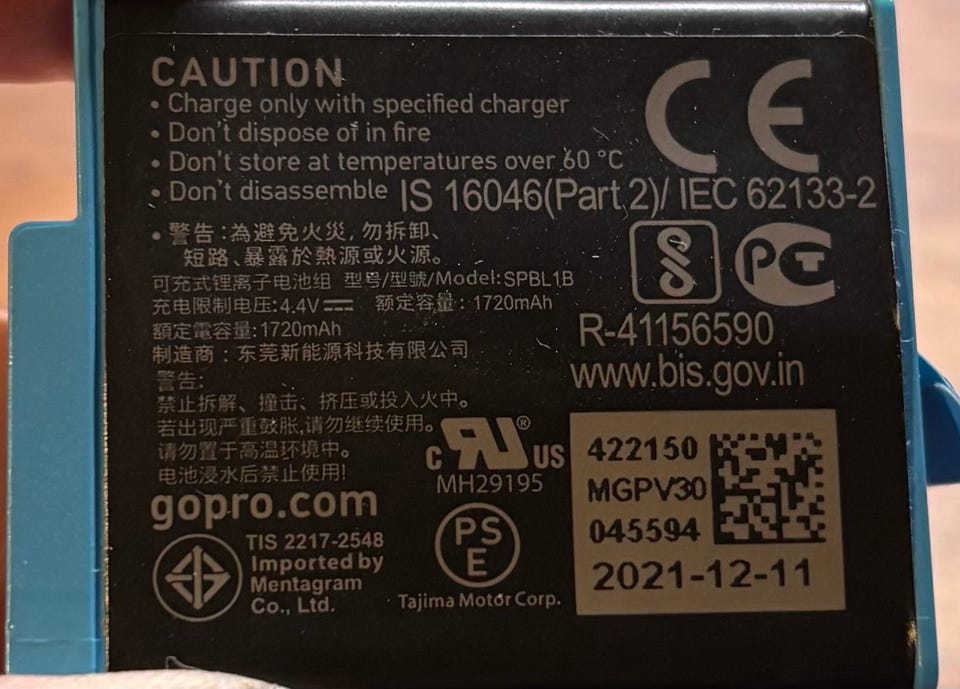 CAUTION
CE
• Charge only with specified charger
• Don't dispose of in fire
• Don't store at temperatures over 60 °C
• Don't disassemble
IS 16046(Part 2)/ IEC 62133-2
• 警告:為避免火災, 勿拆卸、
短路、暴露於熱源或火源。
可充式锂离子电池组 型号/型號/Model: SPBL1B
充电限制电压: 4.4V⎓ 额定容量: 1720mAh
額定電容量: 1720mAh
制造商: 东莞新能源科技有限公司
PCT
R-41156590
www.bis.gov.in
警告:
禁止拆解、撞击、挤压或投入火中。
若出现严重鼓胀,请勿继续使用。
请勿置于高温环境中。
电池浸水后禁止使用!
gopro.com
c RU® US
MH29195
TIS 2217-2548
Imported by
Mentagram
Co., Ltd.
PS
E
Tajima Motor Corp.
422150
MGPV30
045594
2021-12-11